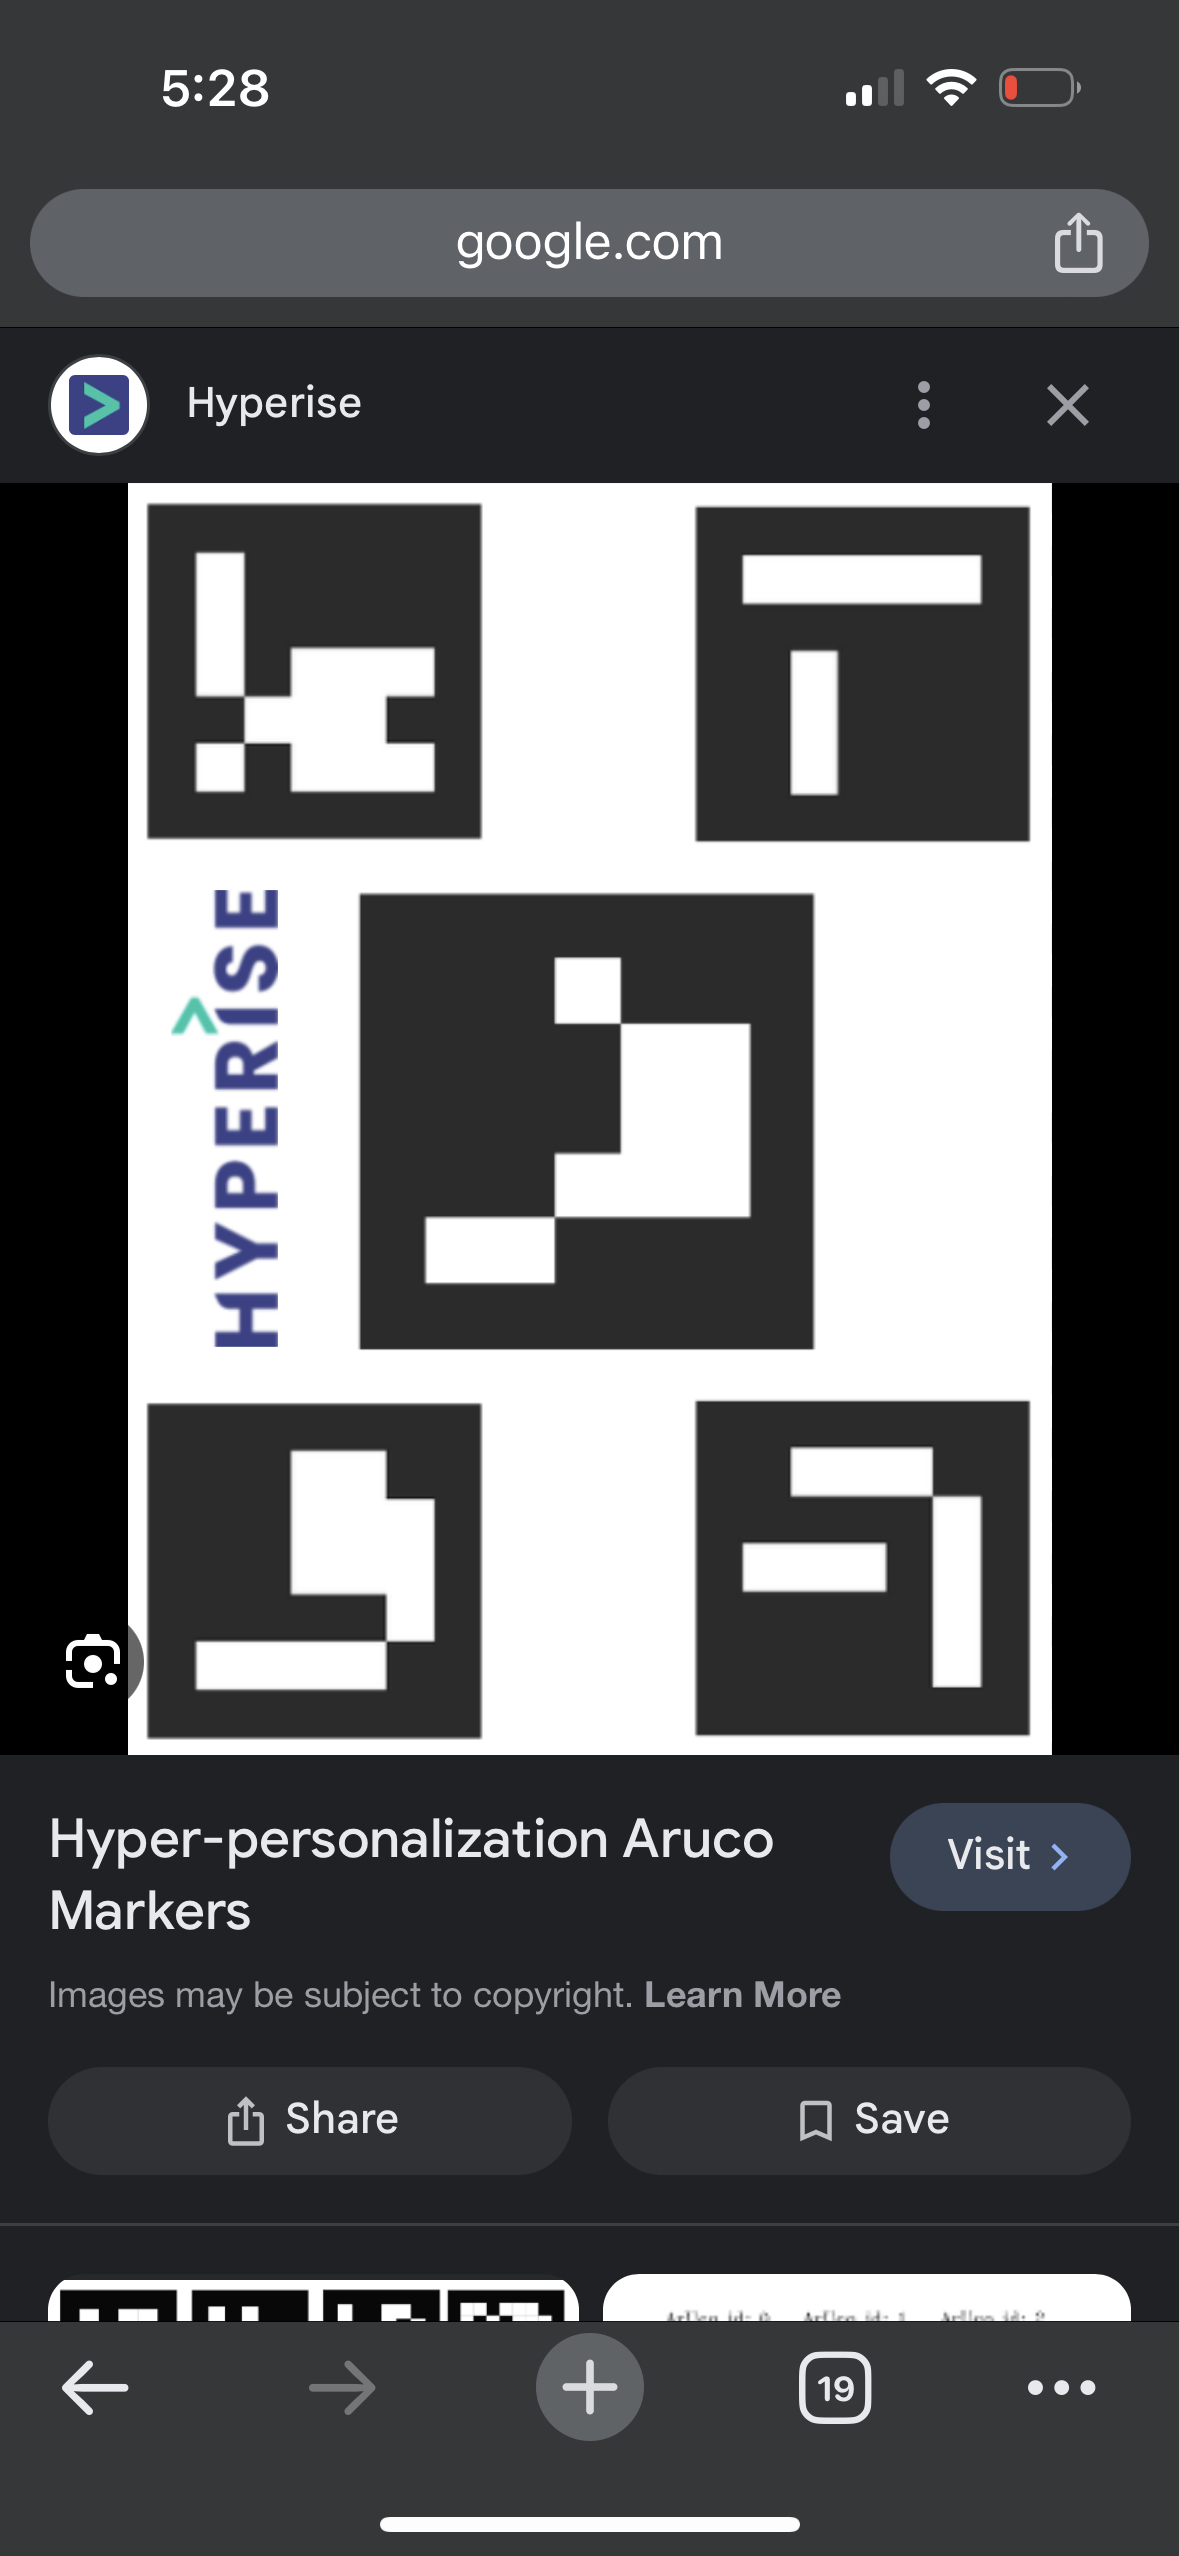 5:28
google.com
Hyperise
HYPERISE
Hyper-personalization Aruco
Markers
Visit
Images may be subject to copyright. Learn More
Share
Save
19